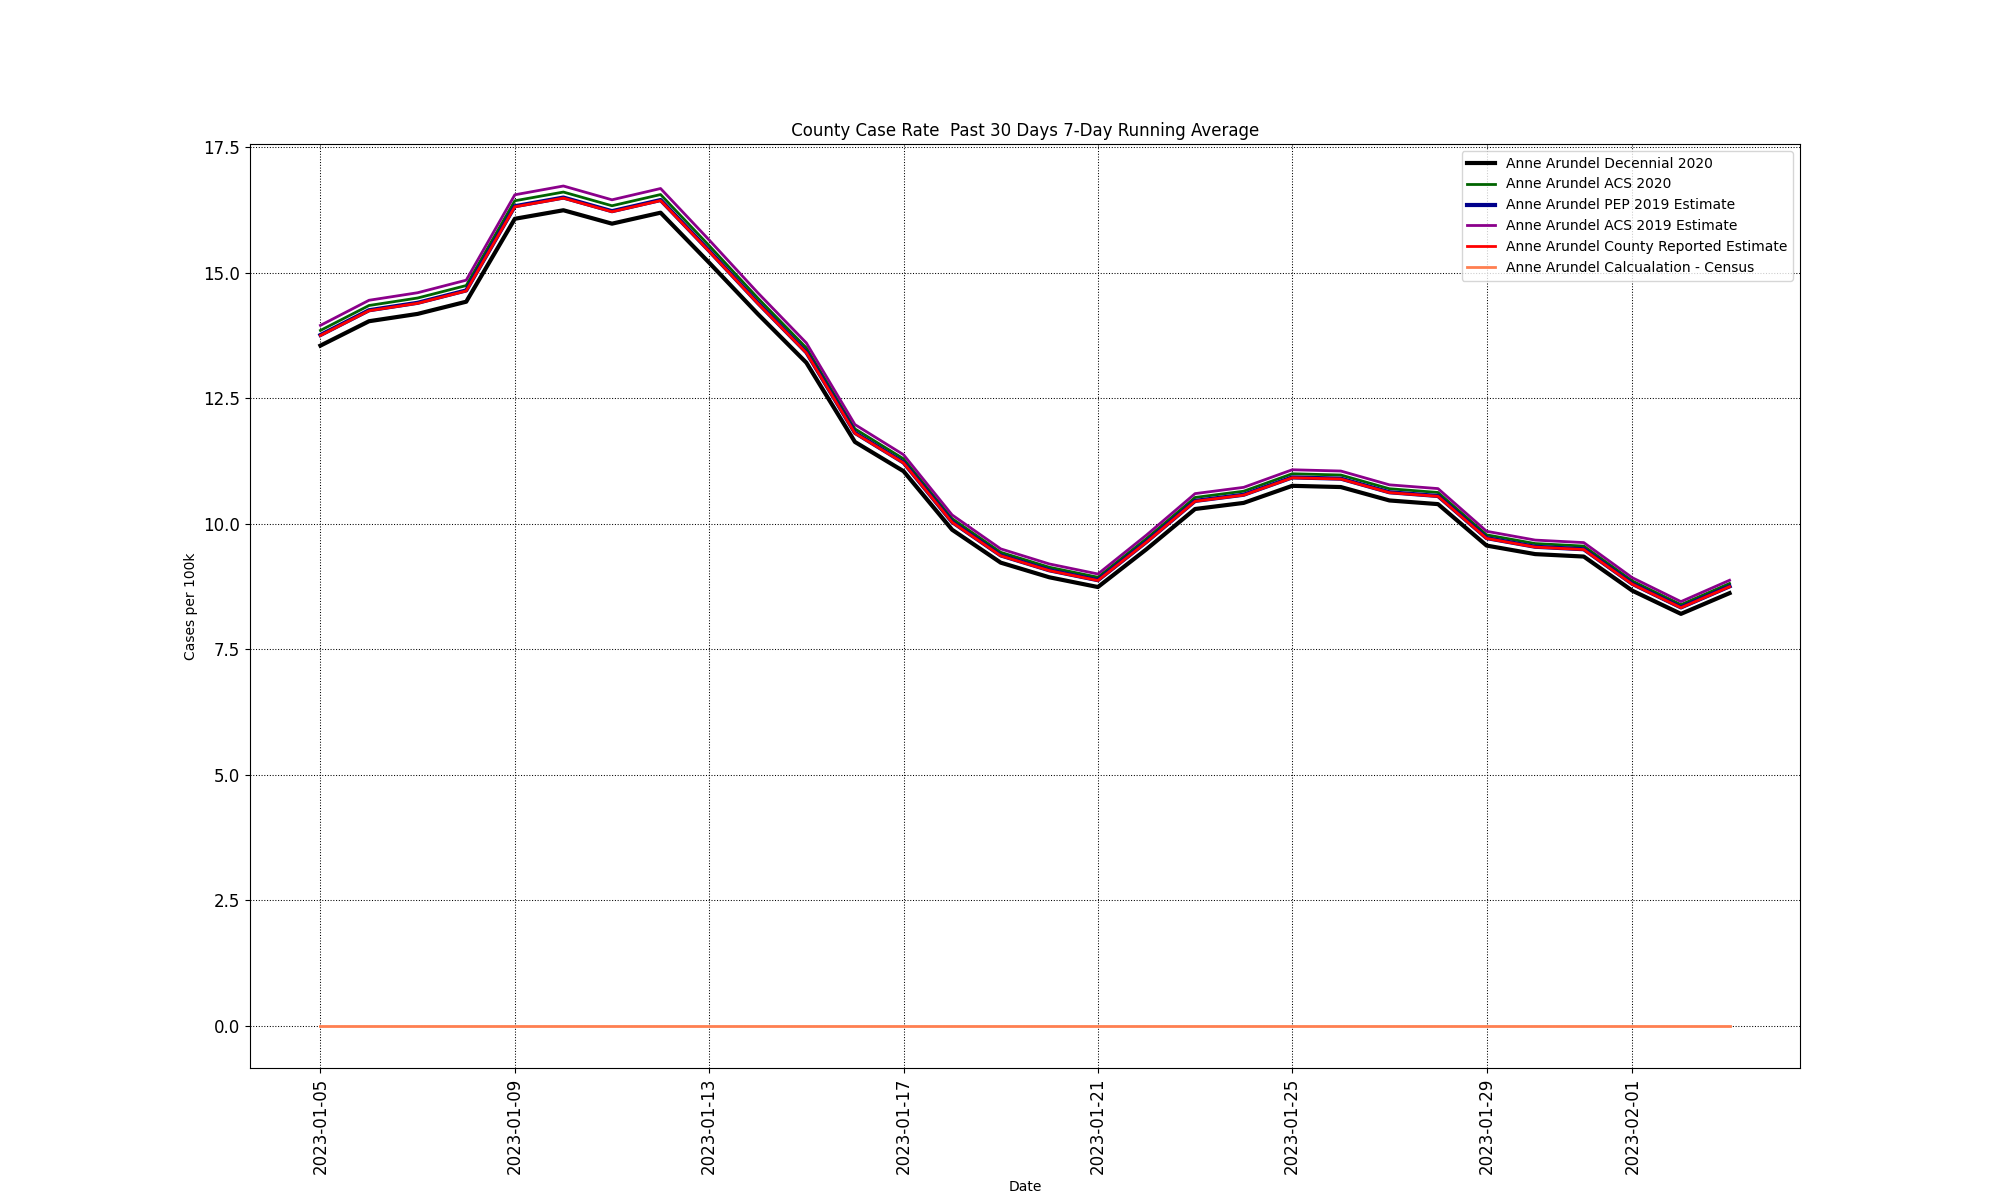 County Case Rate  Past 30 Days 7-Day Running Average
17.5
15.0
12.5
10.0
7.5
5.0
2.5
0.0
Cases per 100k
Anne Arundel Decennial 2020
Anne Arundel ACS 2020
Anne Arundel PEP 2019 Estimate
Anne Arundel ACS 2019 Estimate
Anne Arundel County Reported Estimate
Anne Arundel Calcualation - Census
2023-01-05
2023-01-09
2023-01-13
2023-01-17
2023-01-21
2023-01-25
2023-01-29
2023-02-01
Date